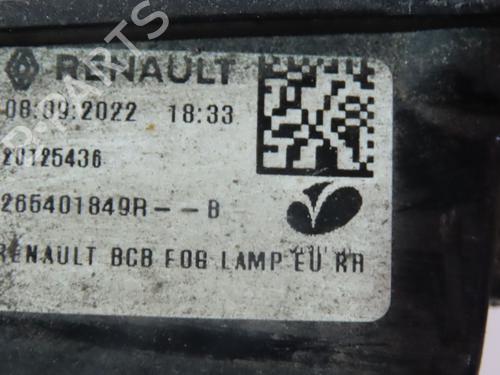 RENAULT
08:09:2022 18:33
20125436
265401849R--B
RENAULT BCB FOG LAMP EU RH